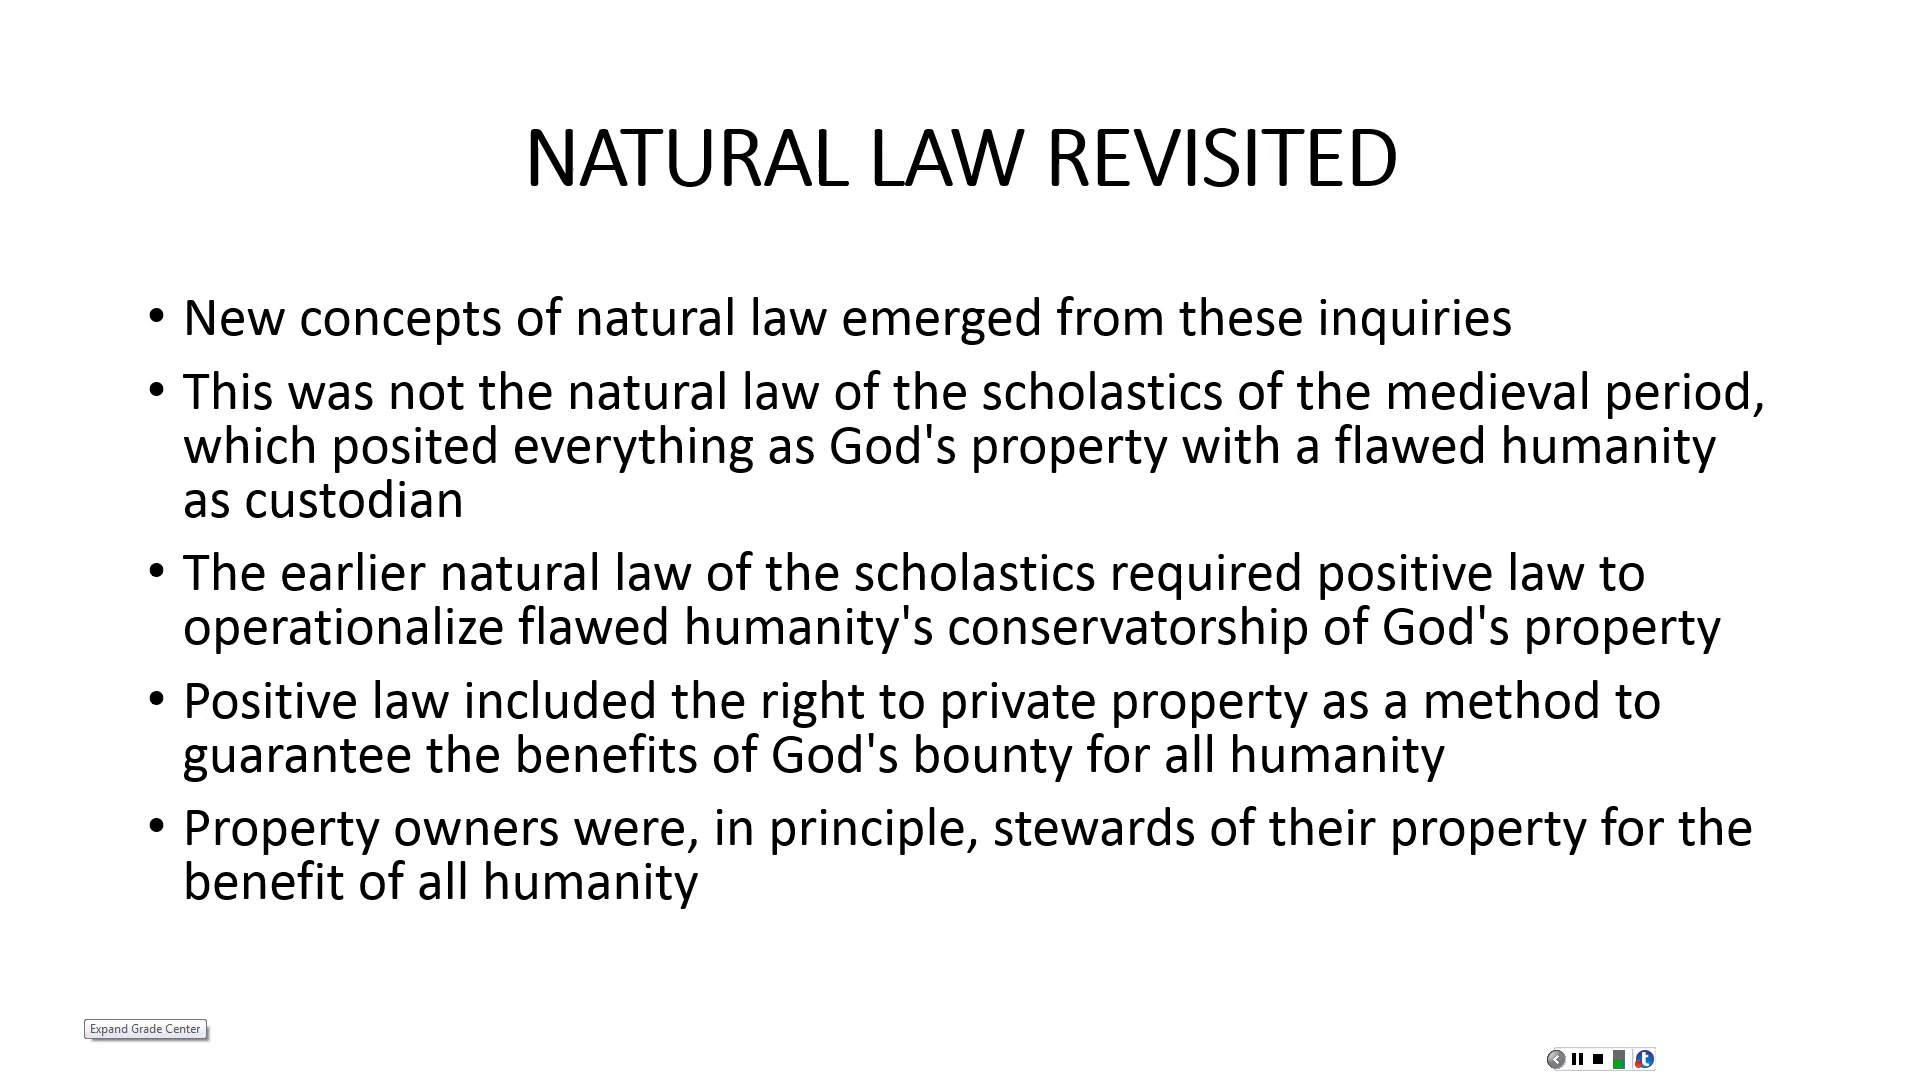 NATURAL LAW REVISITED
• New concepts of natural law emerged from these inquiries
• This was not the natural law of the scholastics of the medieval period,
which posited everything as God's property with a flawed humanity
as custodian
• The earlier natural law of the scholastics required positive law to
operationalize flawed humanity's conservatorship of God's property
• Positive law included the right to private property as a method to
guarantee the benefits of God's bounty for all humanity
• Property owners were, in principle, stewards of their property for the
benefit of all humanity
Expand Grade Center
t